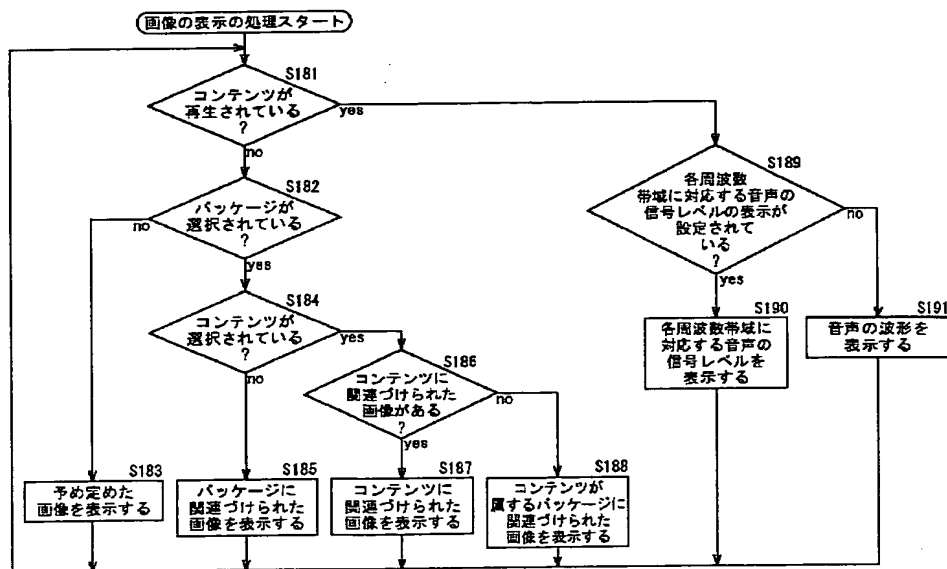 画像の表示の処理スタート
S181
コンテンツが
再生されている
?
yes
no
S182
パッケージが
選択されている
?
no
yes
S184
コンテンツが
選択されている
?
yes
no
S186
コンテンツに
関連づけられた
画像がある
?
no
yes
S189
各周波数
帯域に対応する音声の
信号レベルの表示が
設定されて
いる
?
no
yes
S190
各周波数帯域に
対応する音声の
信号レベルを
表示する
S191
音声の波形を
表示する
S183
予め定めた
画像を表示する
S185
パッケージに
関連づけられた
画像を表示する
S187
コンテンツに
関連づけられた
画像を表示する
S188
コンテンツが
属するパッケージに
関連づけられた
画像を表示する